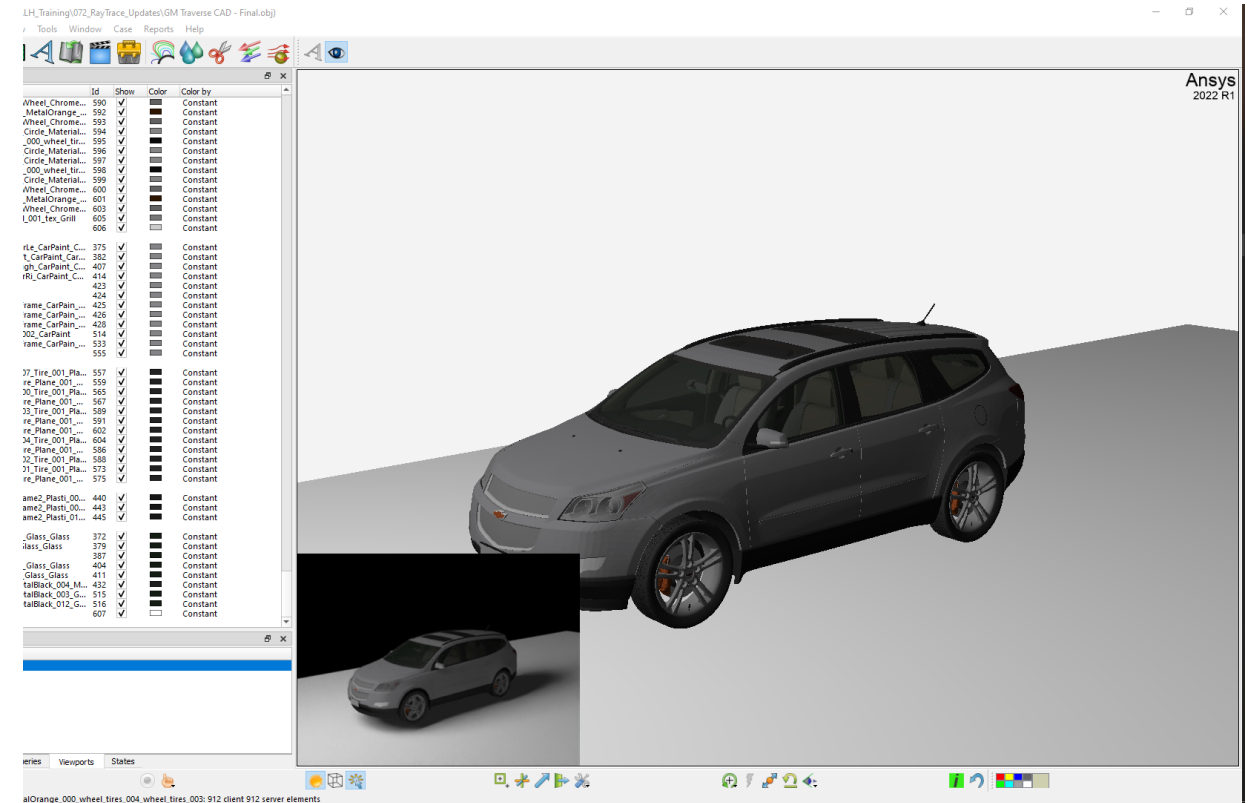 LH_Training\072_RayTrace_Updates\GM Traverse CAD - Final.obj)
Tools Window Case Reports Help
Ansys
2022 R1
Id Show Color Color by
Wheel_Chrome... 590 Constant
_MetalOrange_... 592 Constant
Wheel_Chrome... 593 Constant
Circle_Material... 594 Constant
_000_wheel_tir... 595 Constant
Circle_Material... 596 Constant
Circle_Material... 597 Constant
_000_wheel_tir... 598 Constant
Circle_Material... 599 Constant
Wheel_Chrome... 600 Constant
_MetalOrange_... 601 Constant
Wheel_Chrome... 603 Constant
l_001_tex_Grill 605 Constant
606 Constant
rLe_CarPaint_C... 375 Constant
t_CarPaint_Car... 382 Constant
gh_CarPaint_C... 407 Constant
rRi_CarPaint_C... 414 Constant
423 Constant
424 Constant
rame_CarPain_... 425 Constant
rame_CarPain_... 426 Constant
rame_CarPain_... 428 Constant
002_CarPaint 514 Constant
rame_CarPain_... 533 Constant
555 Constant
07_Tire_001_Pla... 557 Constant
re_Plane_001_... 559 Constant
00_Tire_001_Pla... 565 Constant
re_Plane_001_... 567 Constant
03_Tire_001_Pla... 589 Constant
re_Plane_001_... 591 Constant
re_Plane_001_... 602 Constant
04_Tire_001_Pla... 604 Constant
re_Plane_001_... 586 Constant
02_Tire_001_Pla... 588 Constant
01_Tire_001_Pla... 573 Constant
re_Plane_001_... 575 Constant
ame2_Plasti_00... 440 Constant
ame2_Plasti_00... 443 Constant
ame2_Plasti_01... 445 Constant
_Glass_Glass 372 Constant
lass_Glass 379 Constant
387 Constant
_Glass_Glass 404 Constant
Glass_Glass 411 Constant
talBlack_004_M... 432 Constant
talBlack_003_G... 515 Constant
talBlack_012_G... 516 Constant
607 Constant
eries Viewports States
alOrange_000_wheel_tires_004_wheel_tires_003: 912 client 912 server elements